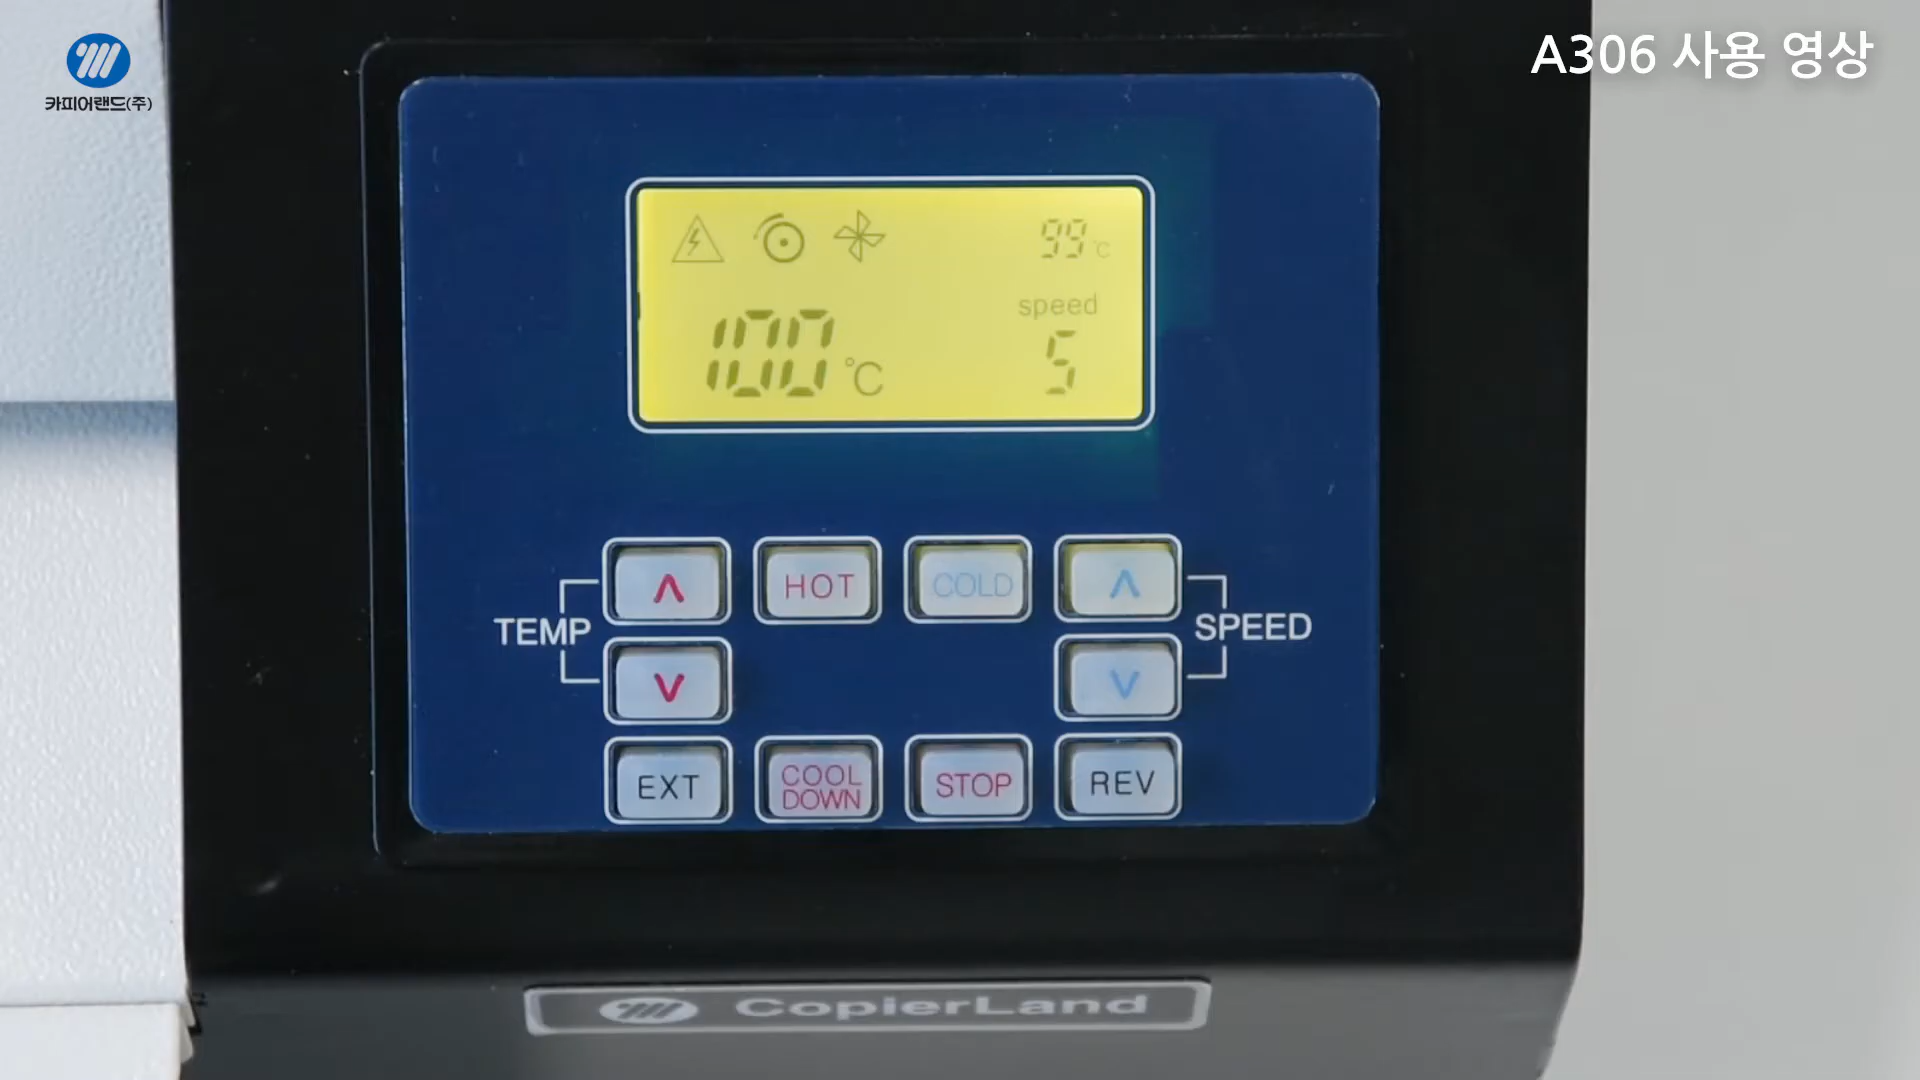 카피어랜드(주)
A306 사용 영상
99 °C
speed
100 °C
5
HOT
COLD
TEMP
SPEED
EXT
COOL DOWN
STOP
REV
CopierLand